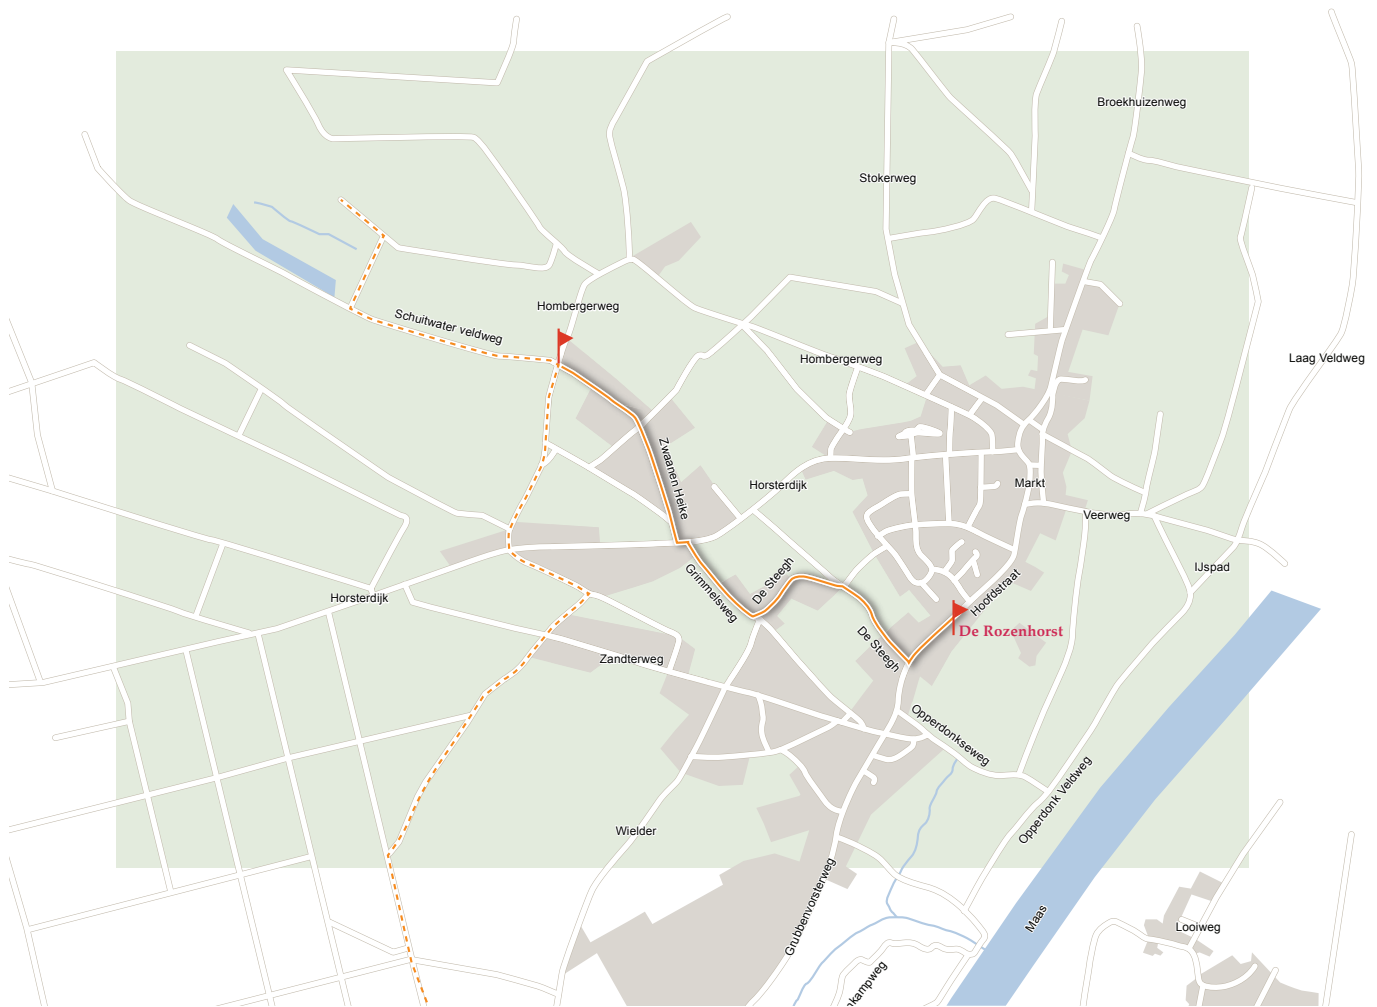 Broekhuizenweg
Stokerweg
Hombergerweg
Schuitwater veldweg
Hombergerweg
Laag Veldweg
Zwaanen Heike
Horsterdijk
Markt
Veerweg
IJspad
De Steegh
Grimmelsweg
Hoofdstraat
Horsterdijk
De Rozenhorst
De Steegh
Zandterweg
Opperdonkseweg
Opperdonk Veldweg
Wielder
Grubbenvorsterweg
Maas
Looiweg
nkampweg